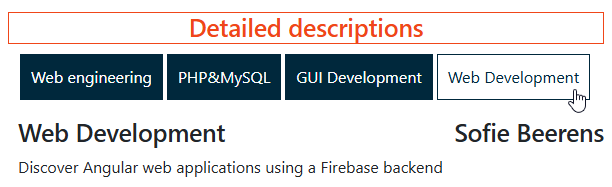 Detailed descriptions
Web engineering PHP&MySQL GUI Development Web Development
Web Development Sofie Beerens
Discover Angular web applications using a Firebase backend